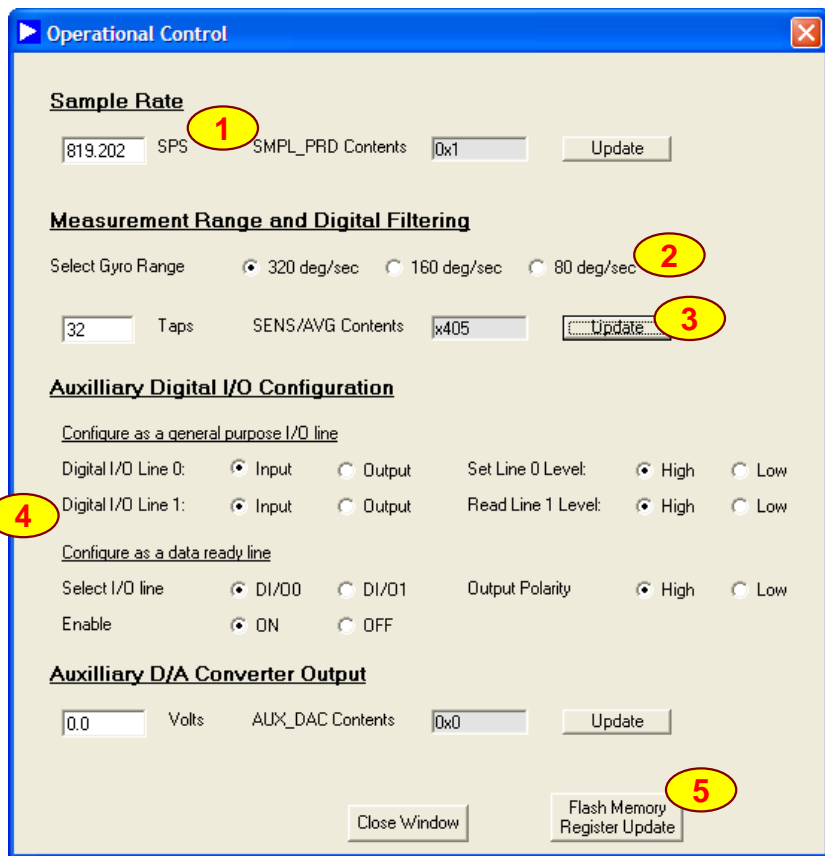 Operational Control
Sample Rate
819.202 SPS 1 SMPL_PRD Contents 0x1 Update
Measurement Range and Digital Filtering
Select Gyro Range 320 deg/sec 160 deg/sec 80 deg/sec 2
32 Taps SENS/AVG Contents x405 Update 3
Auxilliary Digital I/O Configuration
Configure as a general purpose I/O line
Digital I/O Line 0: Input Output Set Line 0 Level: High Low
4 Digital I/O Line 1: Input Output Read Line 1 Level: High Low
Configure as a data ready line
Select I/O line DI/O0 DI/O1 Output Polarity High Low
Enable ON OFF
Auxilliary D/A Converter Output
0.0 Volts AUX_DAC Contents 0x0 Update
Close Window Flash Memory Register Update 5